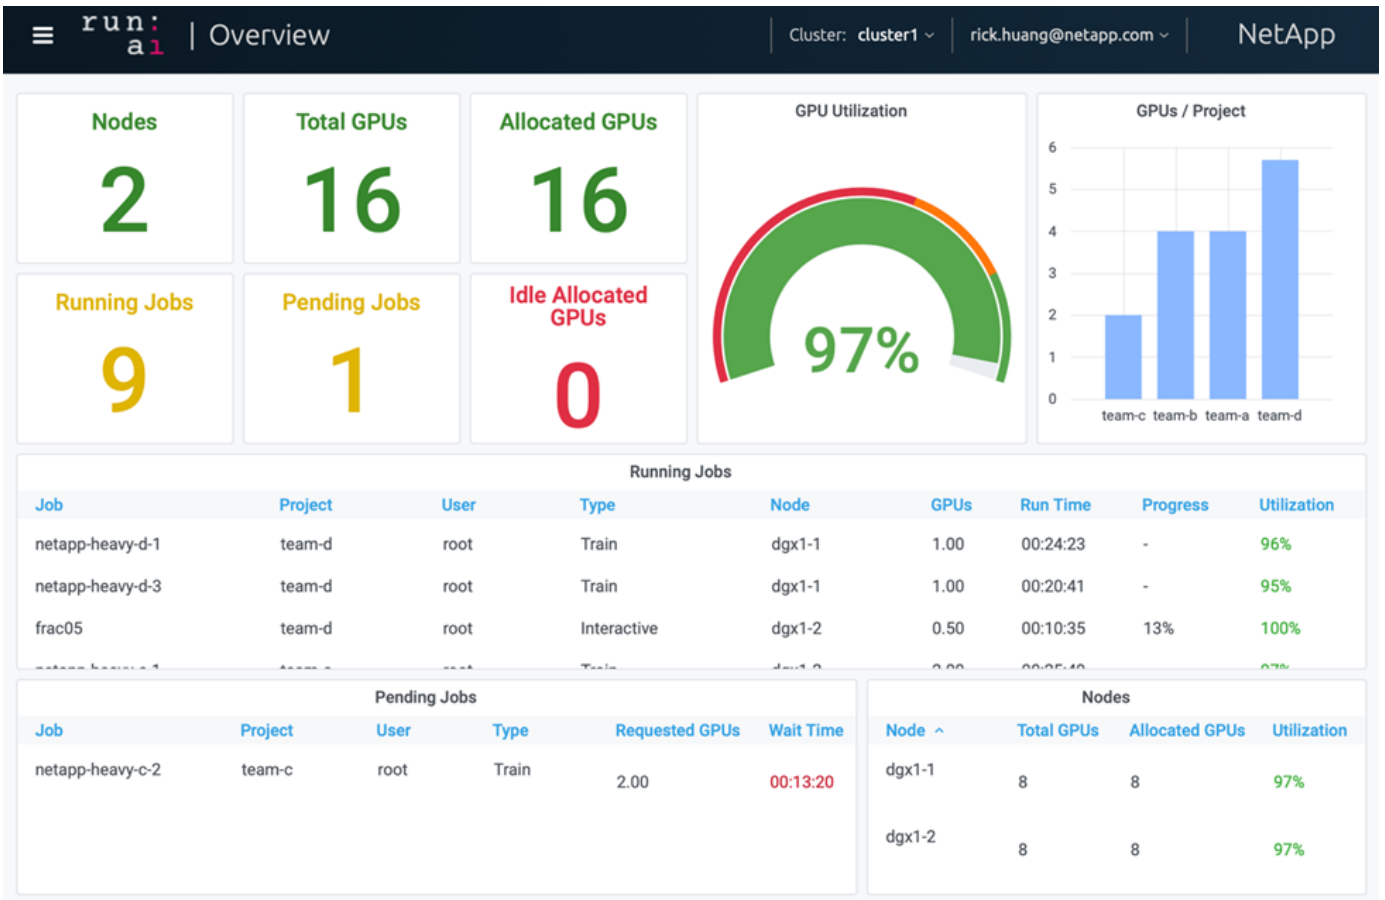 run:
ai | Overview
Cluster: cluster1
rick.huang@netapp.com
NetApp
Nodes
2
Total GPUs
16
Allocated GPUs
16
Running Jobs
9
Pending Jobs
1
Idle Allocated
GPUs
0
GPU Utilization
97%
GPUs / Project
6
5
4
3
2
1
0
team-c team-b team-a team-d
Running Jobs
Job Project User Type Node GPUs Run Time Progress Utilization
netapp-heavy-d-1 team-d root Train dgx1-1 1.00 00:24:23 - 96%
netapp-heavy-d-3 team-d root Train dgx1-1 1.00 00:20:41 - 95%
frac05 team-d root Interactive dgx1-2 0.50 00:10:35 13% 100%
Pending Jobs
Job Project User Type Requested GPUs Wait Time
netapp-heavy-c-2 team-c root Train 2.00 00:13:20
Nodes
Node Total GPUs Allocated GPUs Utilization
dgx1-1 8 8 97%
dgx1-2 8 8 97%